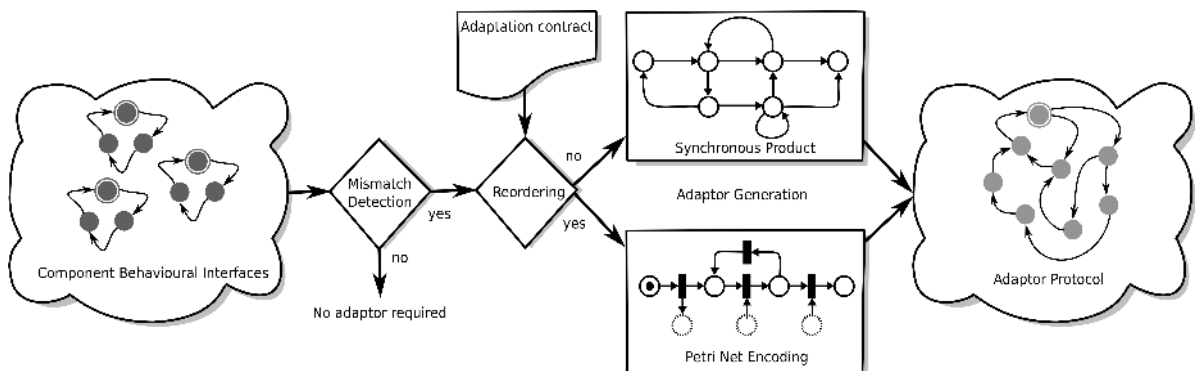 Adaptation contract
Component Behavioural Interfaces
Mismatch
Detection
yes
no
No adaptor required
Reordering
no
yes
Synchronous Product
Adaptor Generation
Petri Net Encoding
Adaptor Protocol